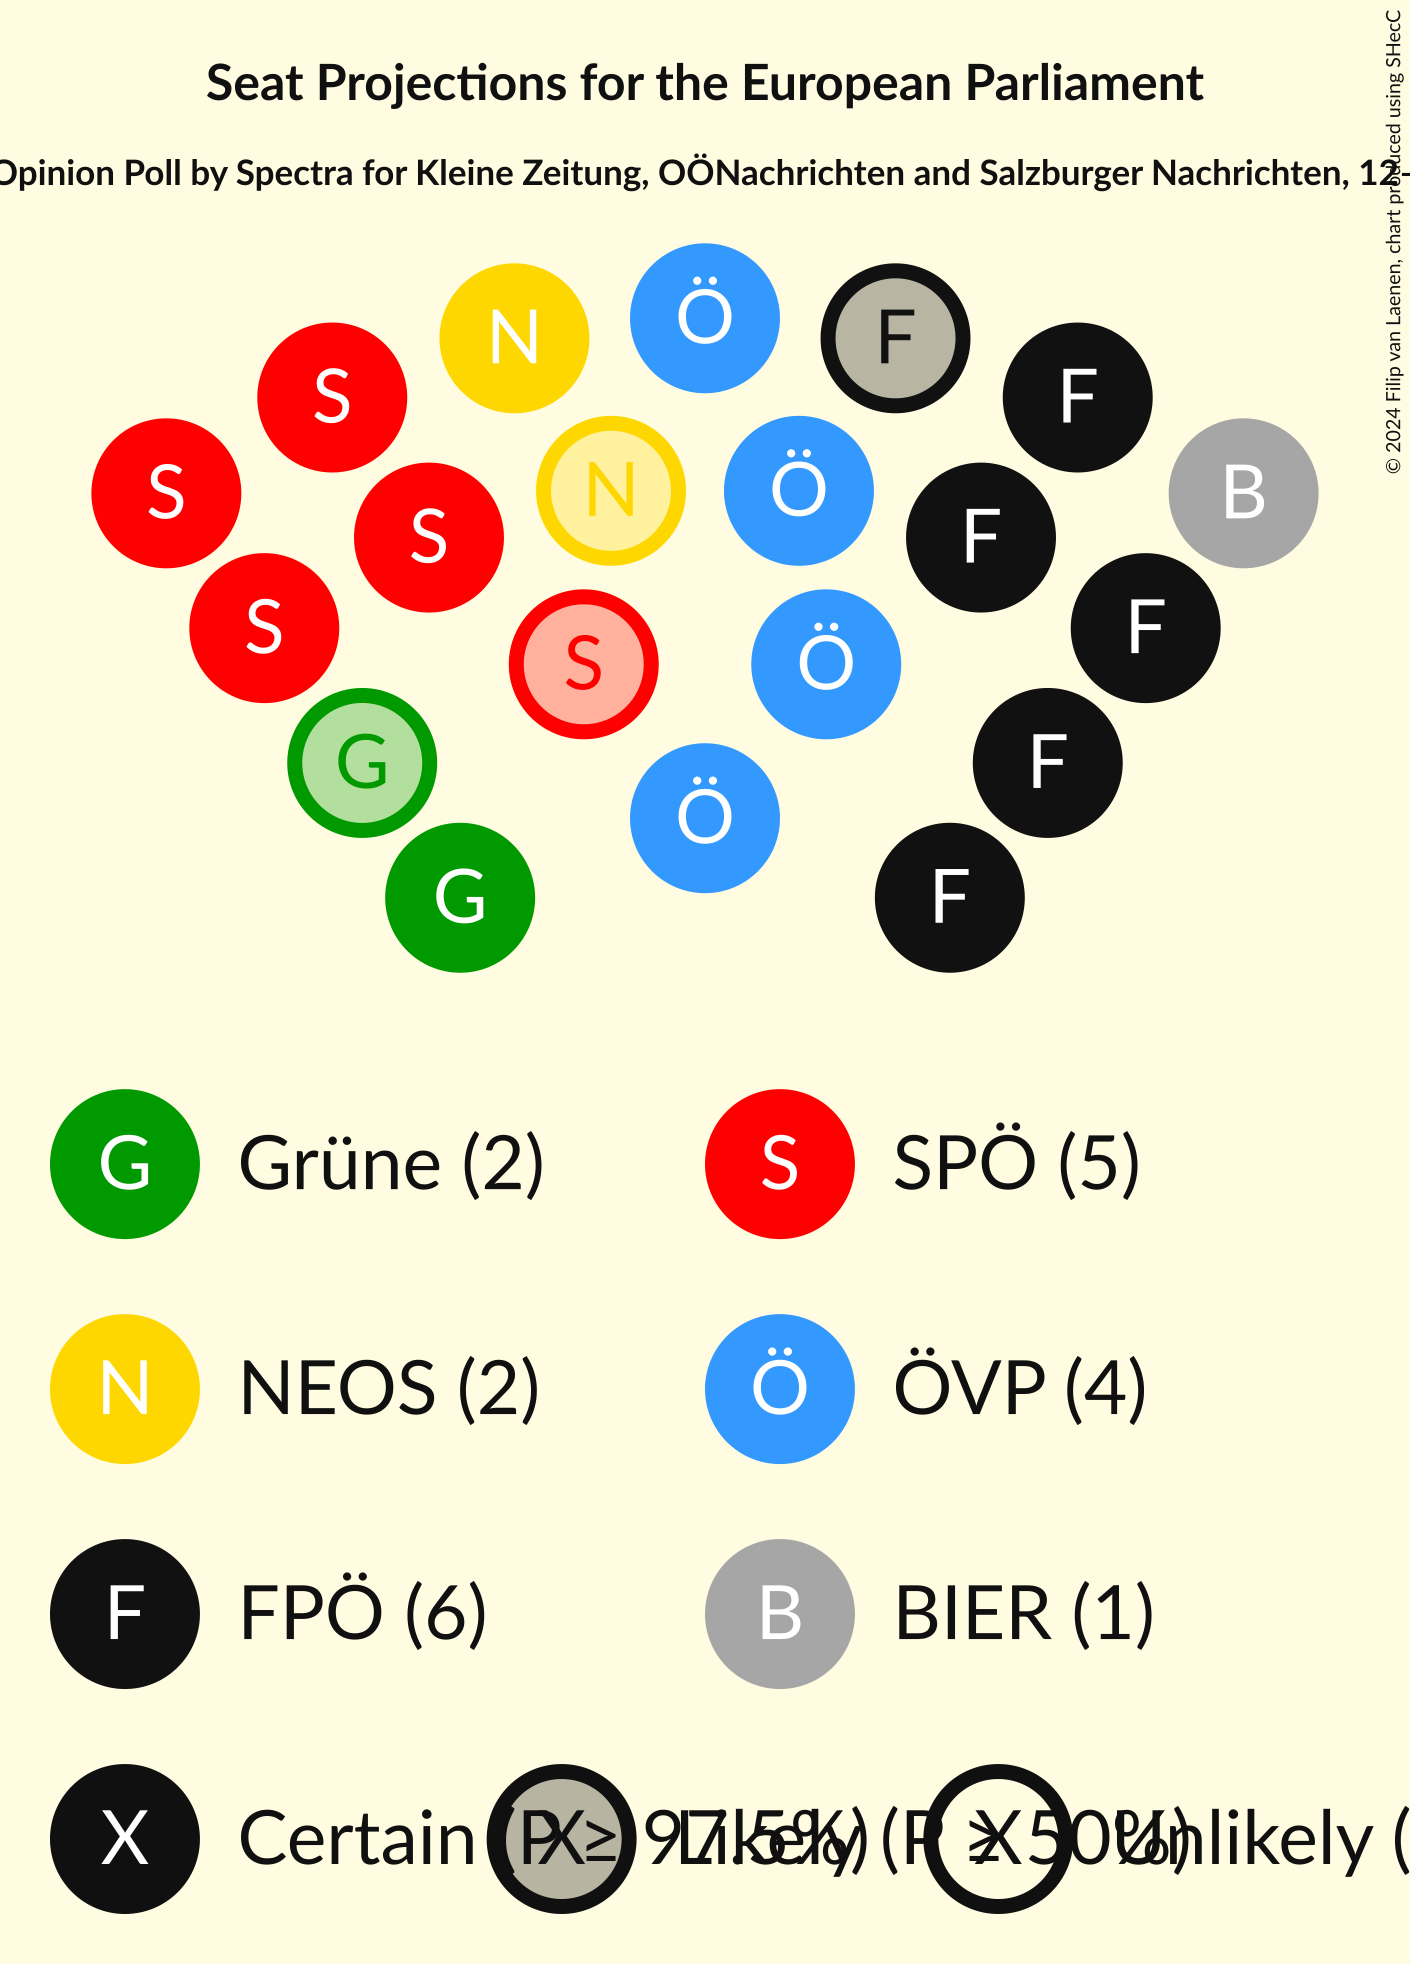 Seat Projections for the European Parliament
Opinion Poll by Spectra for Kleine Zeitung, OÖNachrichten and Salzburger Nachrichten, 12–
© 2024 Filip van Laenen, chart produced using SHecC
Ö
N F
S F
S B
N Ö
S F
S F
S Ö
G F
Ö
G F
G Grüne (2) S SPÖ (5)
N NEOS (2) Ö ÖVP (4)
F FPÖ (6) B BIER (1)
X Certain (P ≥ 97.5%) X Likely (P ≥ 50%) X Unlikely (